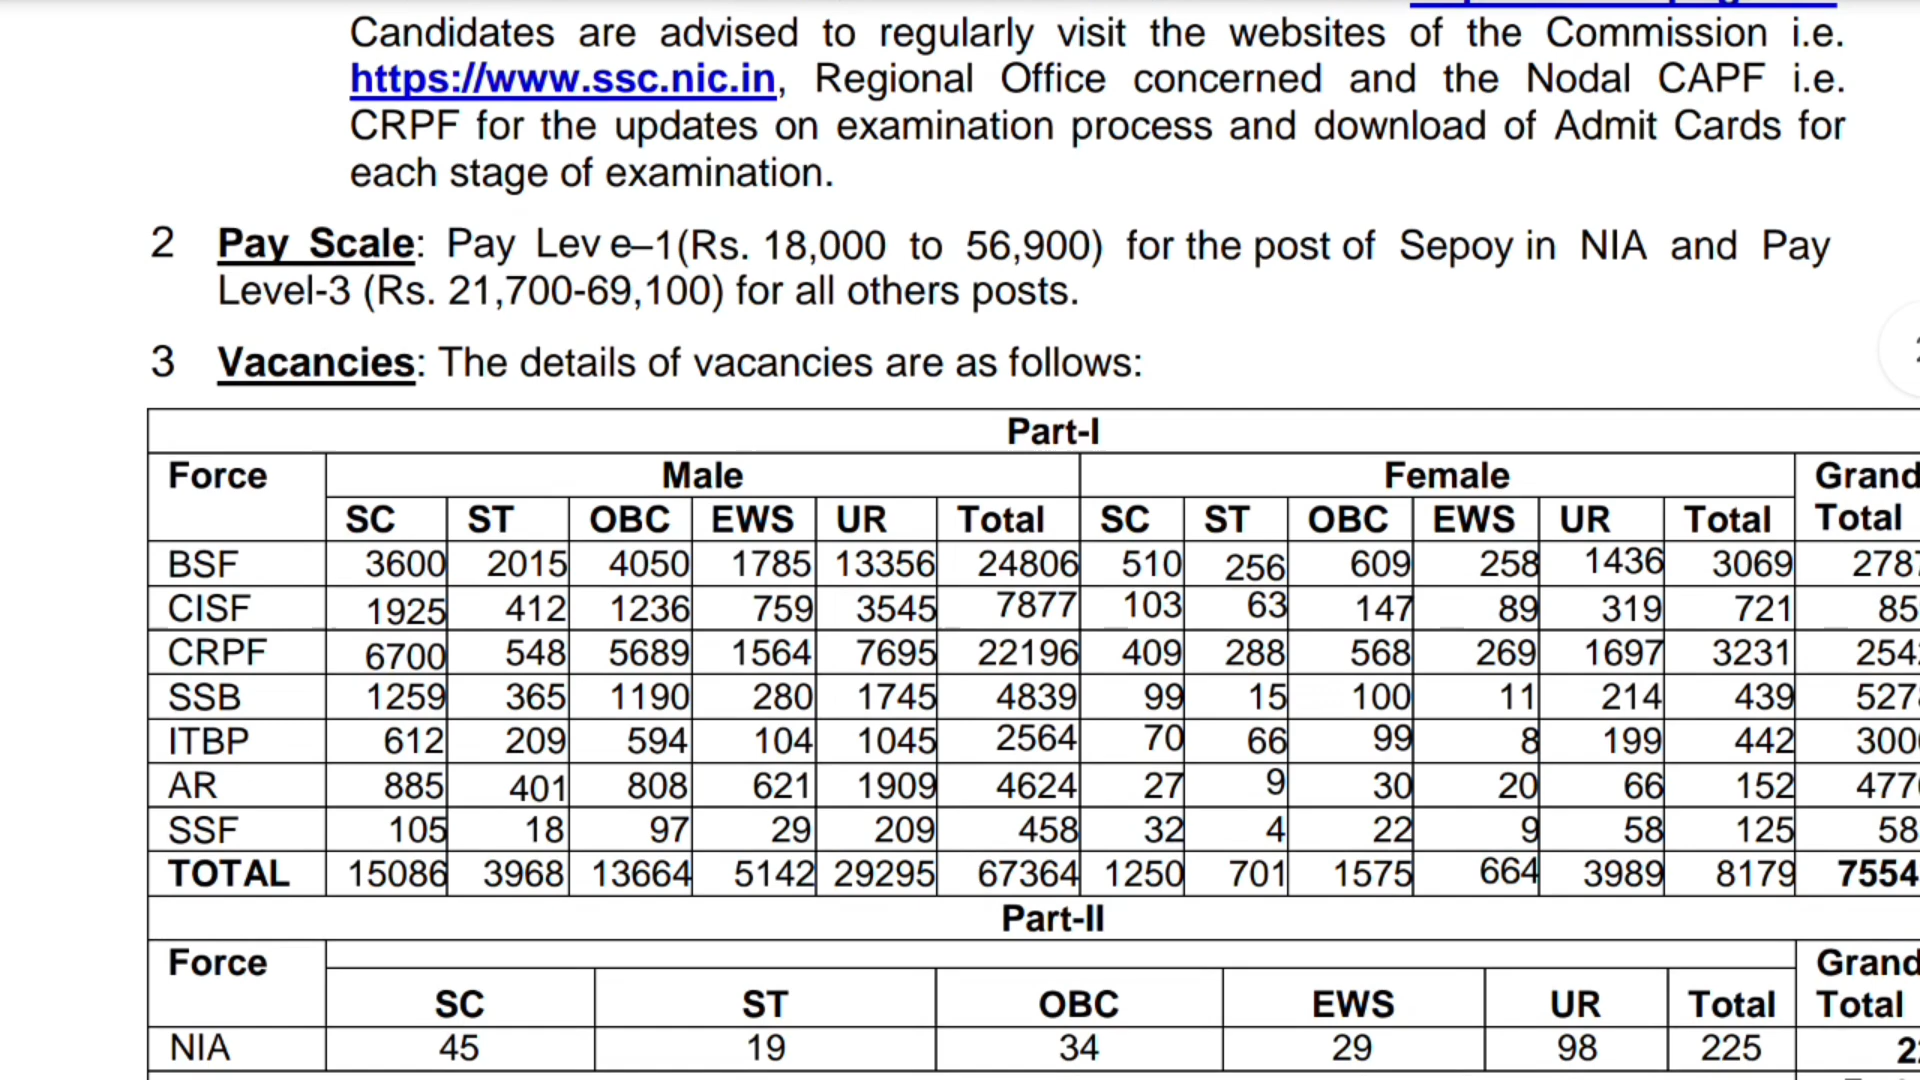 Candidates are advised to regularly visit the websites of the Commission i.e.
https://www.ssc.nic.in, Regional Office concerned and the Nodal CAPF i.e.
CRPF for the updates on examination process and download of Admit Cards for
each stage of examination.
2 Pay Scale: Pay Lev e–1(Rs. 18,000 to 56,900) for the post of Sepoy in NIA and Pay
Level-3 (Rs. 21,700-69,100) for all others posts.
3 Vacancies: The details of vacancies are as follows:
Part-I
Force Male Female Grand Total
SC ST OBC EWS UR Total SC ST OBC EWS UR Total
BSF 3600 2015 4050 1785 13356 24806 510 256 609 258 1436 3069
CISF 1925 412 1236 759 3545 7877 103 63 147 89 319 721
CRPF 6700 548 5689 1564 7695 22196 409 288 568 269 1697 3231
SSB 1259 365 1190 280 1745 4839 99 15 100 11 214 439
ITBP 612 209 594 104 1045 2564 70 66 99 8 199 442
AR 885 401 808 621 1909 4624 27 9 30 20 66 152
SSF 105 18 97 29 209 458 32 4 22 9 58 125
TOTAL 15086 3968 13664 5142 29295 67364 1250 701 1575 664 3989 8179
Part-II
Force Grand Total
SC ST OBC EWS UR Total
NIA 45 19 34 29 98 225